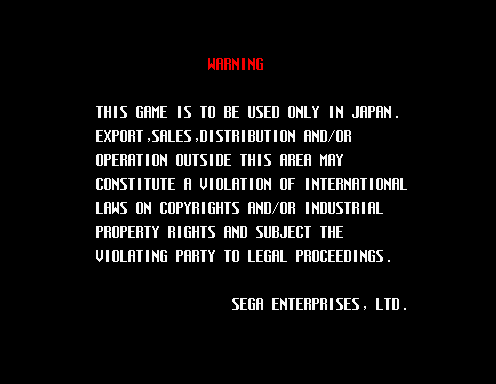 WARNING
THIS GAME IS TO BE USED ONLY IN JAPAN.
EXPORT,SALES,DISTRIBUTION AND/OR
OPERATION OUTSIDE THIS AREA MAY
CONSTITUTE A VIOLATION OF INTERNATIONAL
LAWS ON COPYRIGHTS AND/OR INDUSTRIAL
PROPERTY RIGHTS AND SUBJECT THE
VIOLATING PARTY TO LEGAL PROCEEDINGS.
SEGA ENTERPRISES, LTD.